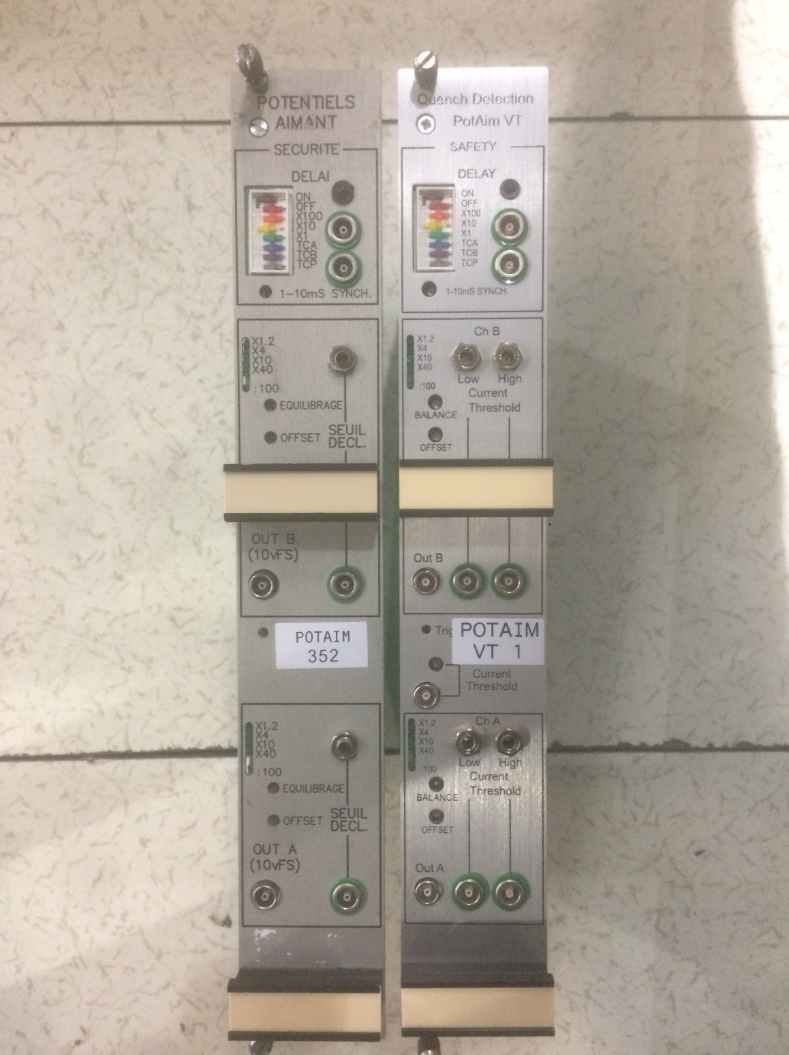 POTENTIELS
AIMANT
SECURITE
DELAI
ON
OFF
X100
X10
X1
TCA
TCB
TCP
1-10mS SYNCH.
X1.2
X4
X10
X40
:100
EQUILIBRAGE
OFFSET
SEUIL
DECL.
OUT B
(10vFS)
POTAIM
352
X1.2
X4
X10
X40
:100
EQUILIBRAGE
OFFSET
SEUIL
DECL.
OUT A
(10vFS)
Quench Detection
PotAim VT
SAFETY
DELAY
ON
OFF
X100
X10
X1
TCA
TCB
TCP
1-10mS SYNCH.
Ch B
X1.2
X4
X10
X40
:100
Low High
Current
Threshold
BALANCE
OFFSET
Out B
POTAIM
VT 1
Current
Threshold
Ch A
X1.2
X4
X10
X40
:100
Low High
Current
Threshold
BALANCE
OFFSET
Out A